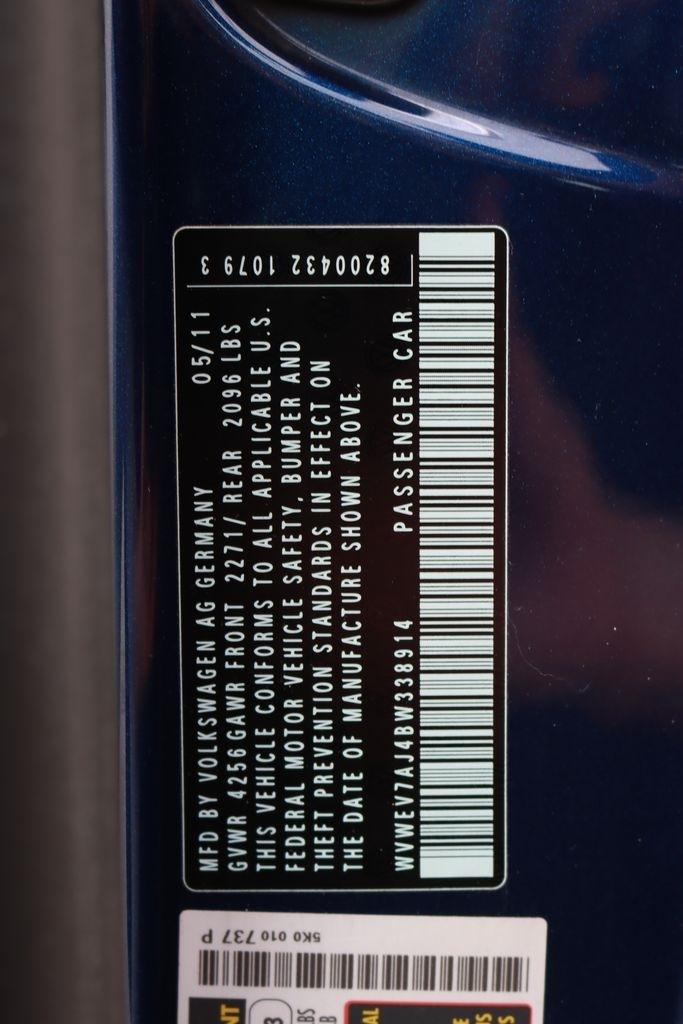 MFD BY VOLKSWAGEN AG GERMANY 05/11
GVWR 4256 GAWR FRONT 2271/ REAR 2096 LBS
THIS VEHICLE CONFORMS TO ALL APPLICABLE U.S.
FEDERAL MOTOR VEHICLE SAFETY, BUMPER AND
THEFT PREVENTION STANDARDS IN EFFECT ON
THE DATE OF MANUFACTURE SHOWN ABOVE.
WVWEV7AJ4BW338914 PASSENGER CAR
8200432 1079 3
5K0 010 737 P